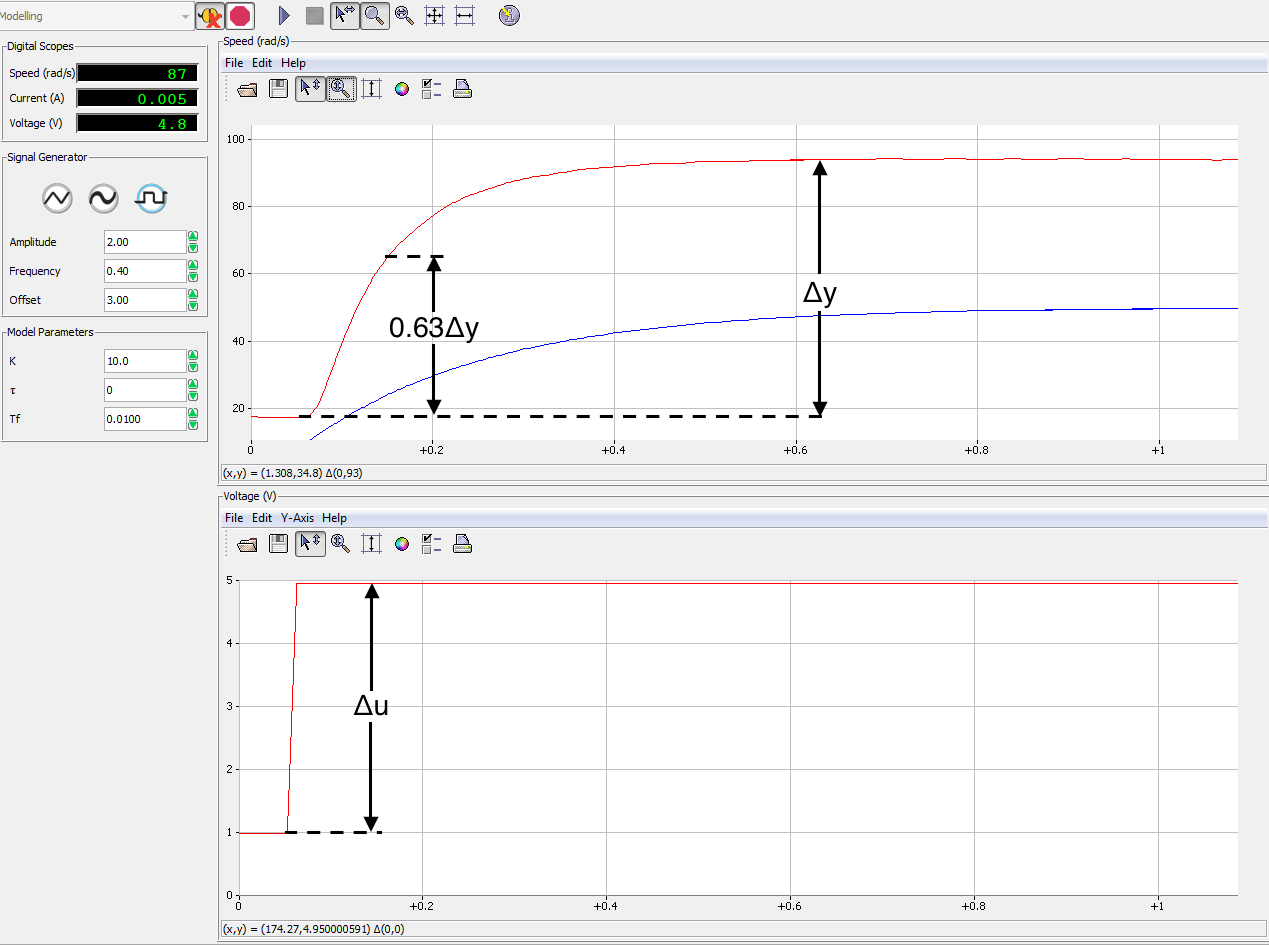 Modelling
Digital Scopes
Speed (rad/s) 87
Current (A) 0.005
Voltage (V) 4.8
Signal Generator
Amplitude 2.00
Frequency 0.40
Offset 3.00
Model Parameters
K 10.0
τ 0
Tf 0.0100
Speed (rad/s)
File Edit Help
100
80
60
40
20
Δy
0.63Δy
0 +0.2 +0.4 +0.6 +0.8 +1
(x,y) = (1.308,34.8) Δ(0,93)
Voltage (V)
File Edit Y-Axis Help
5
4
3
2
1
0
Δu
0 +0.2 +0.4 +0.6 +0.8 +1
(x,y) = (174.27,4.950000591) Δ(0,0)